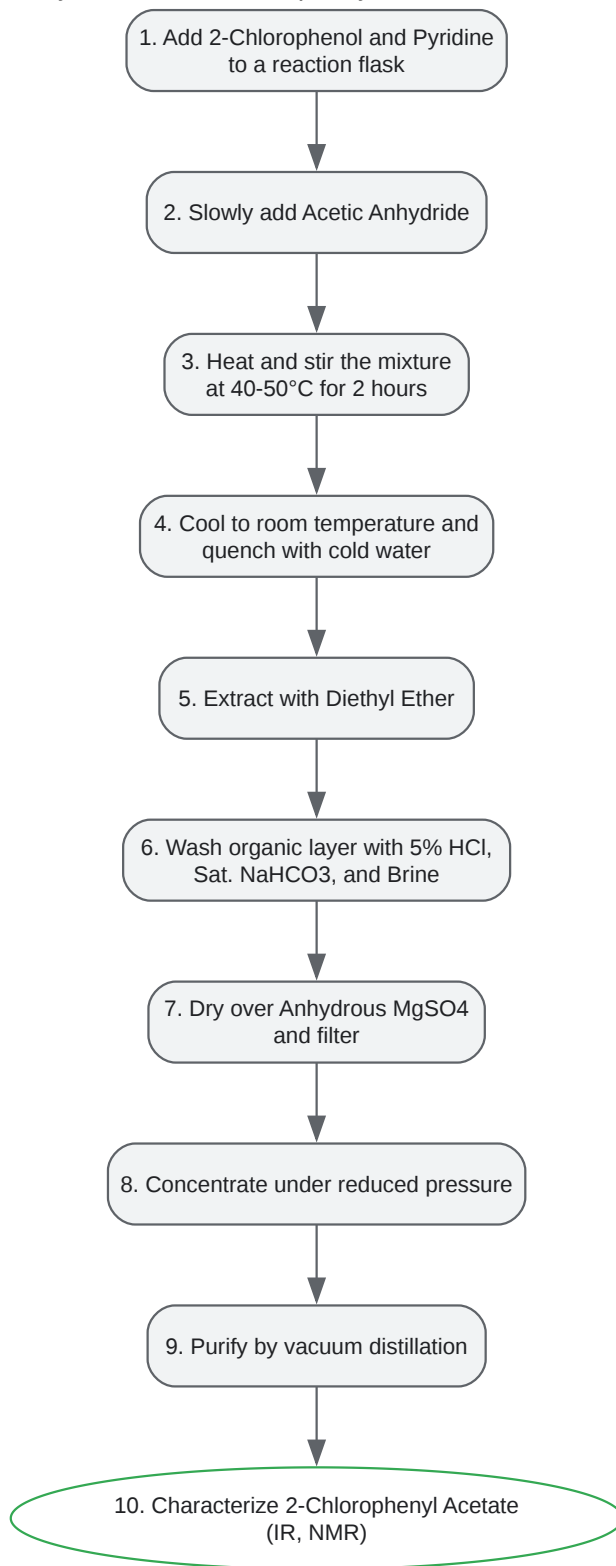 1. Add 2-Chlorophenol and Pyridine
to a reaction flask
2. Slowly add Acetic Anhydride
3. Heat and stir the mixture
at 40-50°C for 2 hours
4. Cool to room temperature and
quench with cold water
5. Extract with Diethyl Ether
6. Wash organic layer with 5% HCl,
Sat. NaHCO3, and Brine
7. Dry over Anhydrous MgSO4
and filter
8. Concentrate under reduced pressure
9. Purify by vacuum distillation
10. Characterize 2-Chlorophenyl Acetate
(IR, NMR)